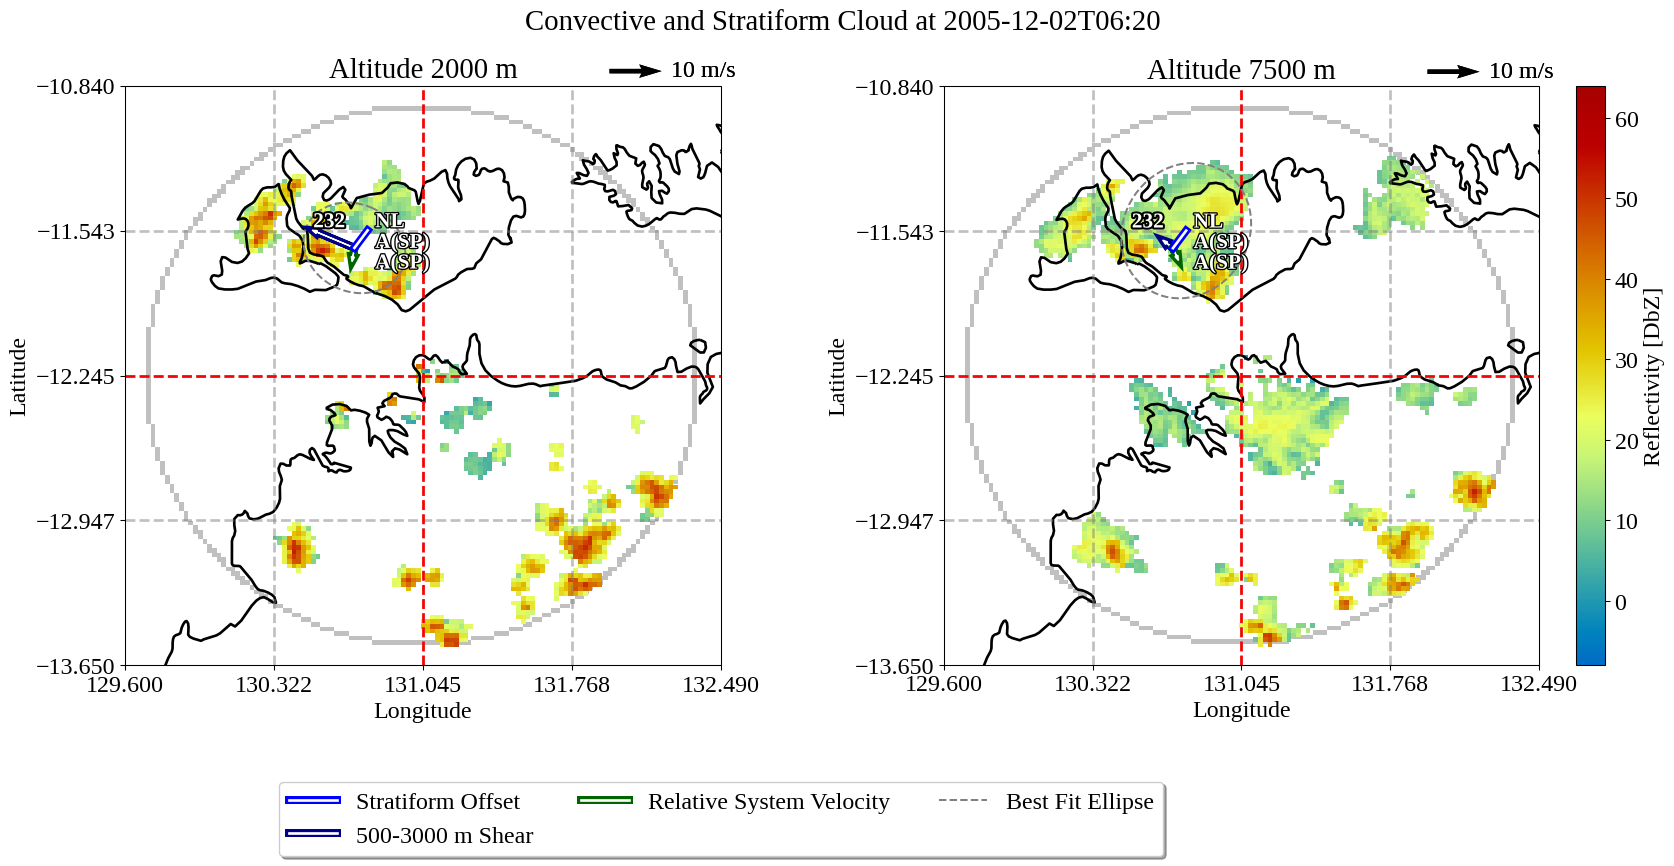 Convective and Stratiform Cloud at 2005-12-02T06:20
Altitude 2000 m
10 m/s
Altitude 7500 m
10 m/s
−10.840
−11.543
−12.245
−12.947
−13.650
Latitude
129.600
130.322
131.045
131.768
132.490
Longitude
232
NL
A(SP)
A(SP)
−10.840
−11.543
−12.245
−12.947
−13.650
Latitude
129.600
130.322
131.045
131.768
132.490
Longitude
232
NL
A(SP)
A(SP)
60
50
40
30
20
10
0
Reflectivity [DbZ]
Stratiform Offset
500-3000 m Shear
Relative System Velocity
Best Fit Ellipse